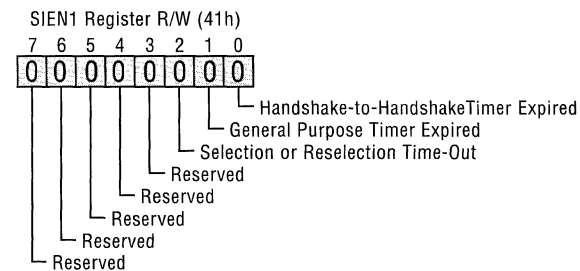 SIEN1 Register R/W (41h)
7 6 5 4 3 2 1 0
0 0 0 0 0 0 0 0
Handshake-to-HandshakeTimer Expired
General Purpose Timer Expired
Selection or Reselection Time-Out
Reserved
Reserved
Reserved
Reserved
Reserved